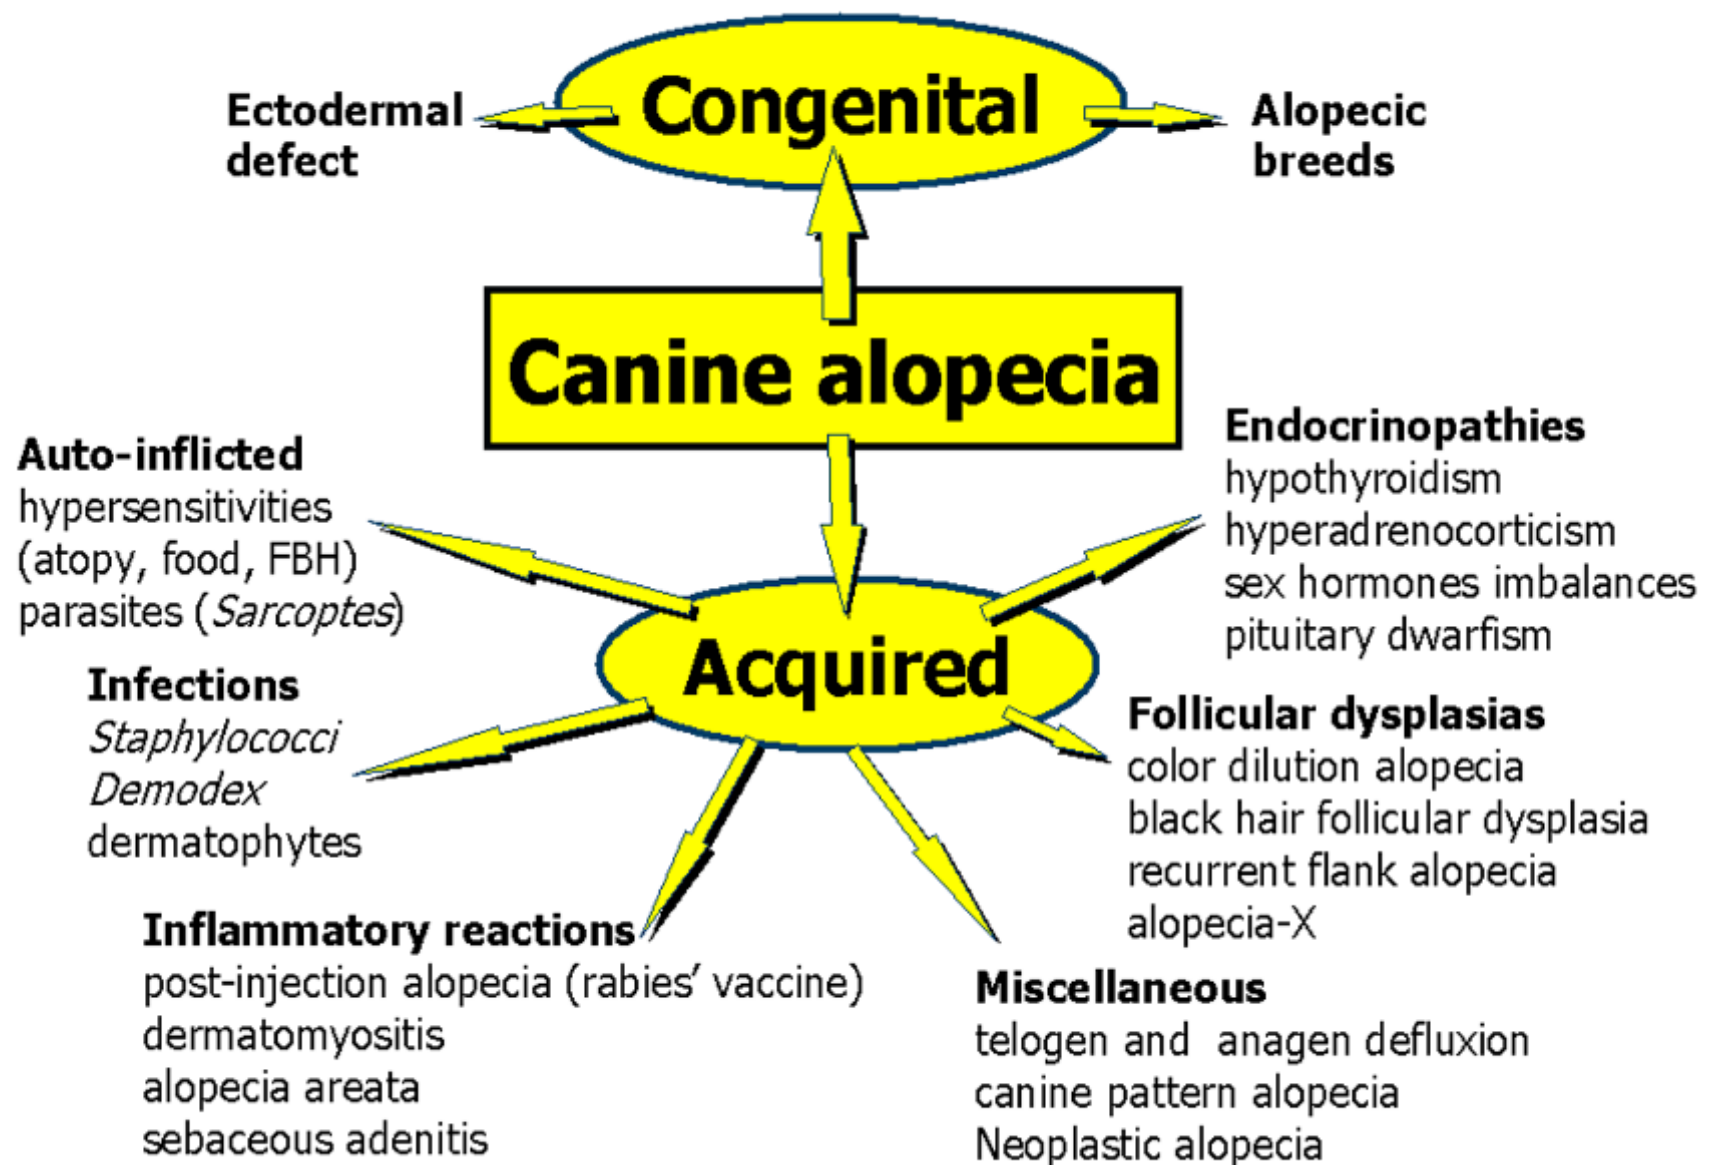 Congenital
Ectodermal
defect
Alopecic
breeds
Canine alopecia
Auto-inflicted
hypersensitivities
(atopy, food, FBH)
parasites (Sarcoptes)
Endocrinopathies
hypothyroidism
hyperadrenocorticism
sex hormones imbalances
pituitary dwarfism
Acquired
Infections
Staphylococci
Demodex
dermatophytes
Follicular dysplasias
color dilution alopecia
black hair follicular dysplasia
recurrent flank alopecia
alopecia-X
Inflammatory reactions
post-injection alopecia (rabies’ vaccine)
dermatomyositis
alopecia areata
sebaceous adenitis
Miscellaneous
telogen and  anagen defluxion
canine pattern alopecia
Neoplastic alopecia